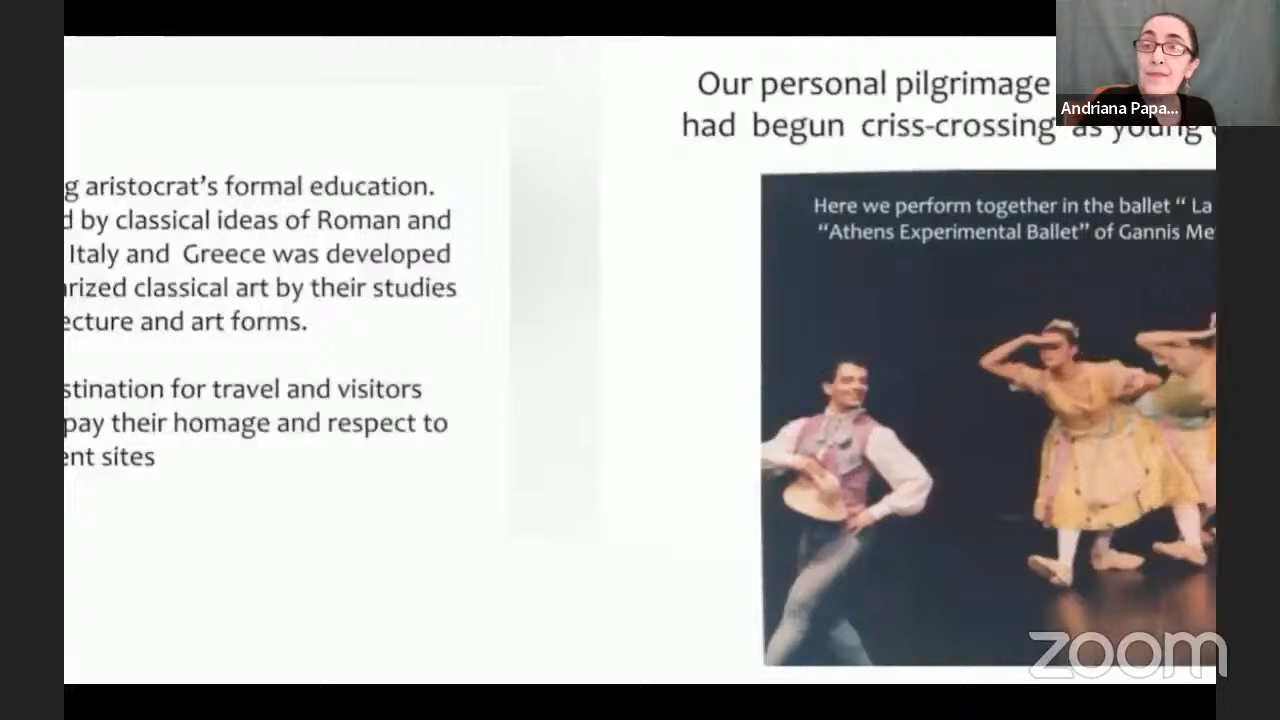 g aristocrat's formal education.
d by classical ideas of Roman and
Italy and Greece was developed
arized classical art by their studies
ecture and art forms.
stination for travel and visitors
pay their homage and respect to
ent sites
Our personal pilgrimage
had begun criss-crossing as young
Here we perform together in the ballet “ La
“Athens Experimental Ballet” of Gannis Me
Andriana Papa...
zoom